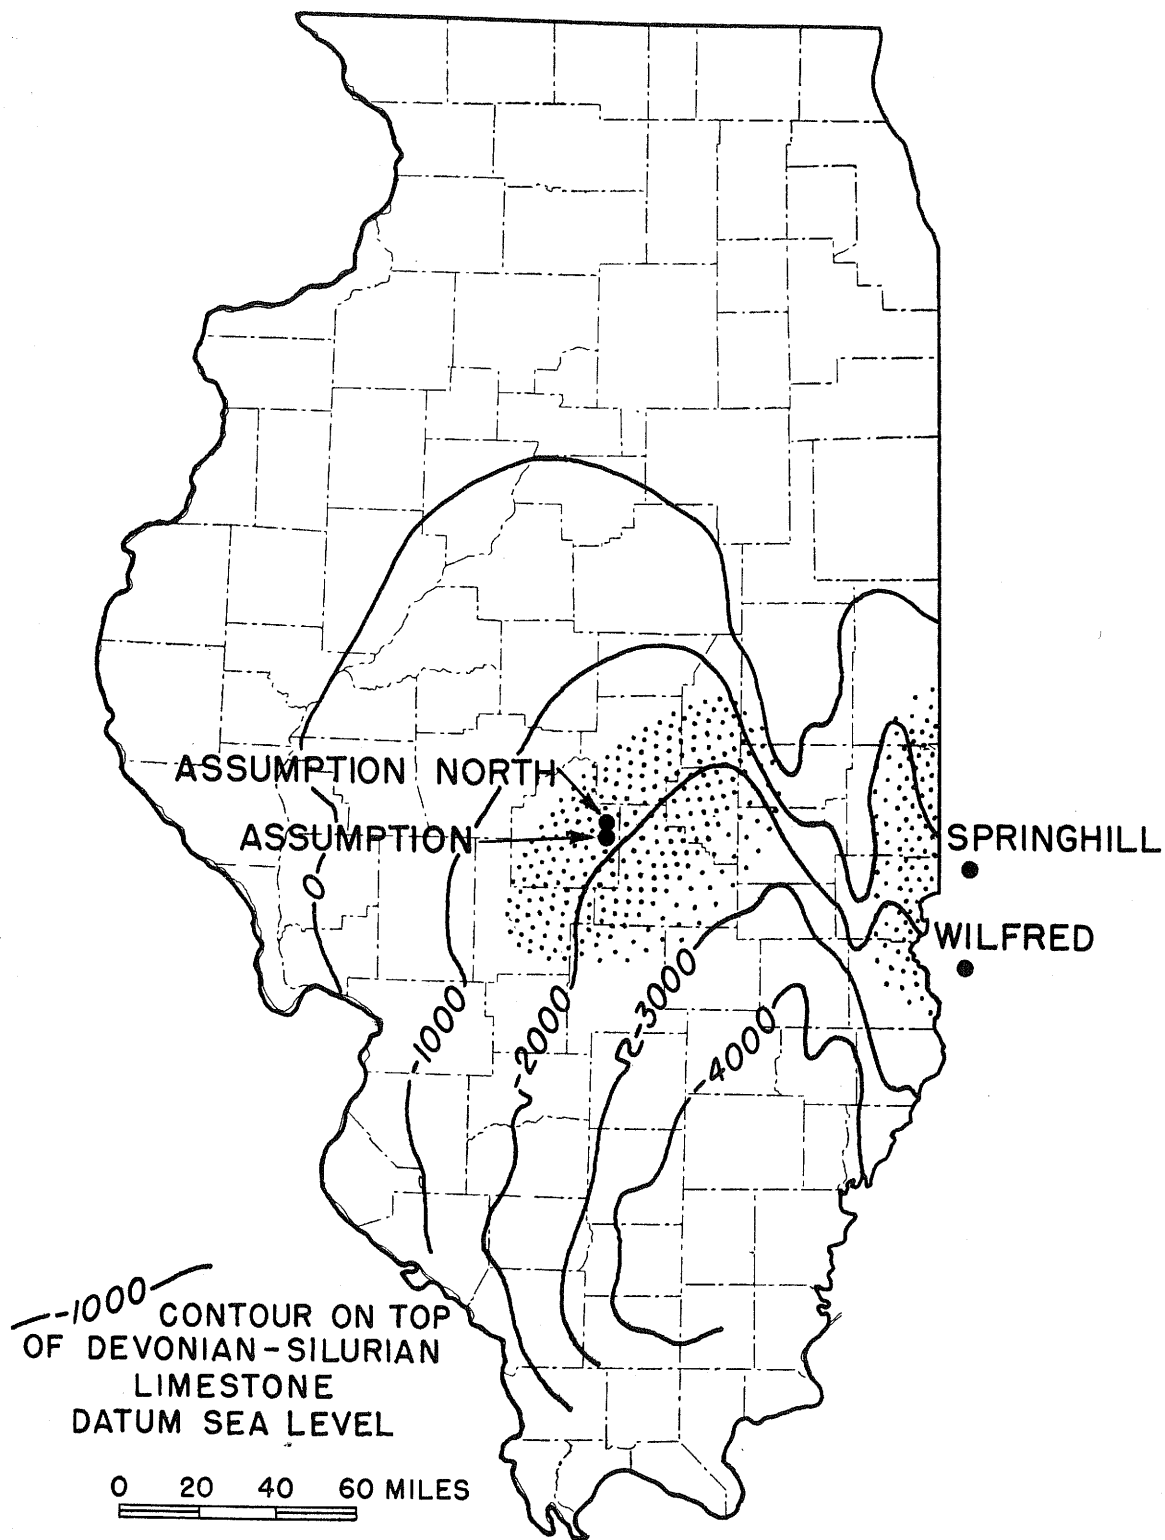 ASSUMPTION NORTH
ASSUMPTION
SPRINGHILL
WILFRED
0
-1000
-2000
-3000
-4000
-1000
CONTOUR ON TOP
OF DEVONIAN-SILURIAN
LIMESTONE
DATUM SEA LEVEL
0 20 40 60 MILES